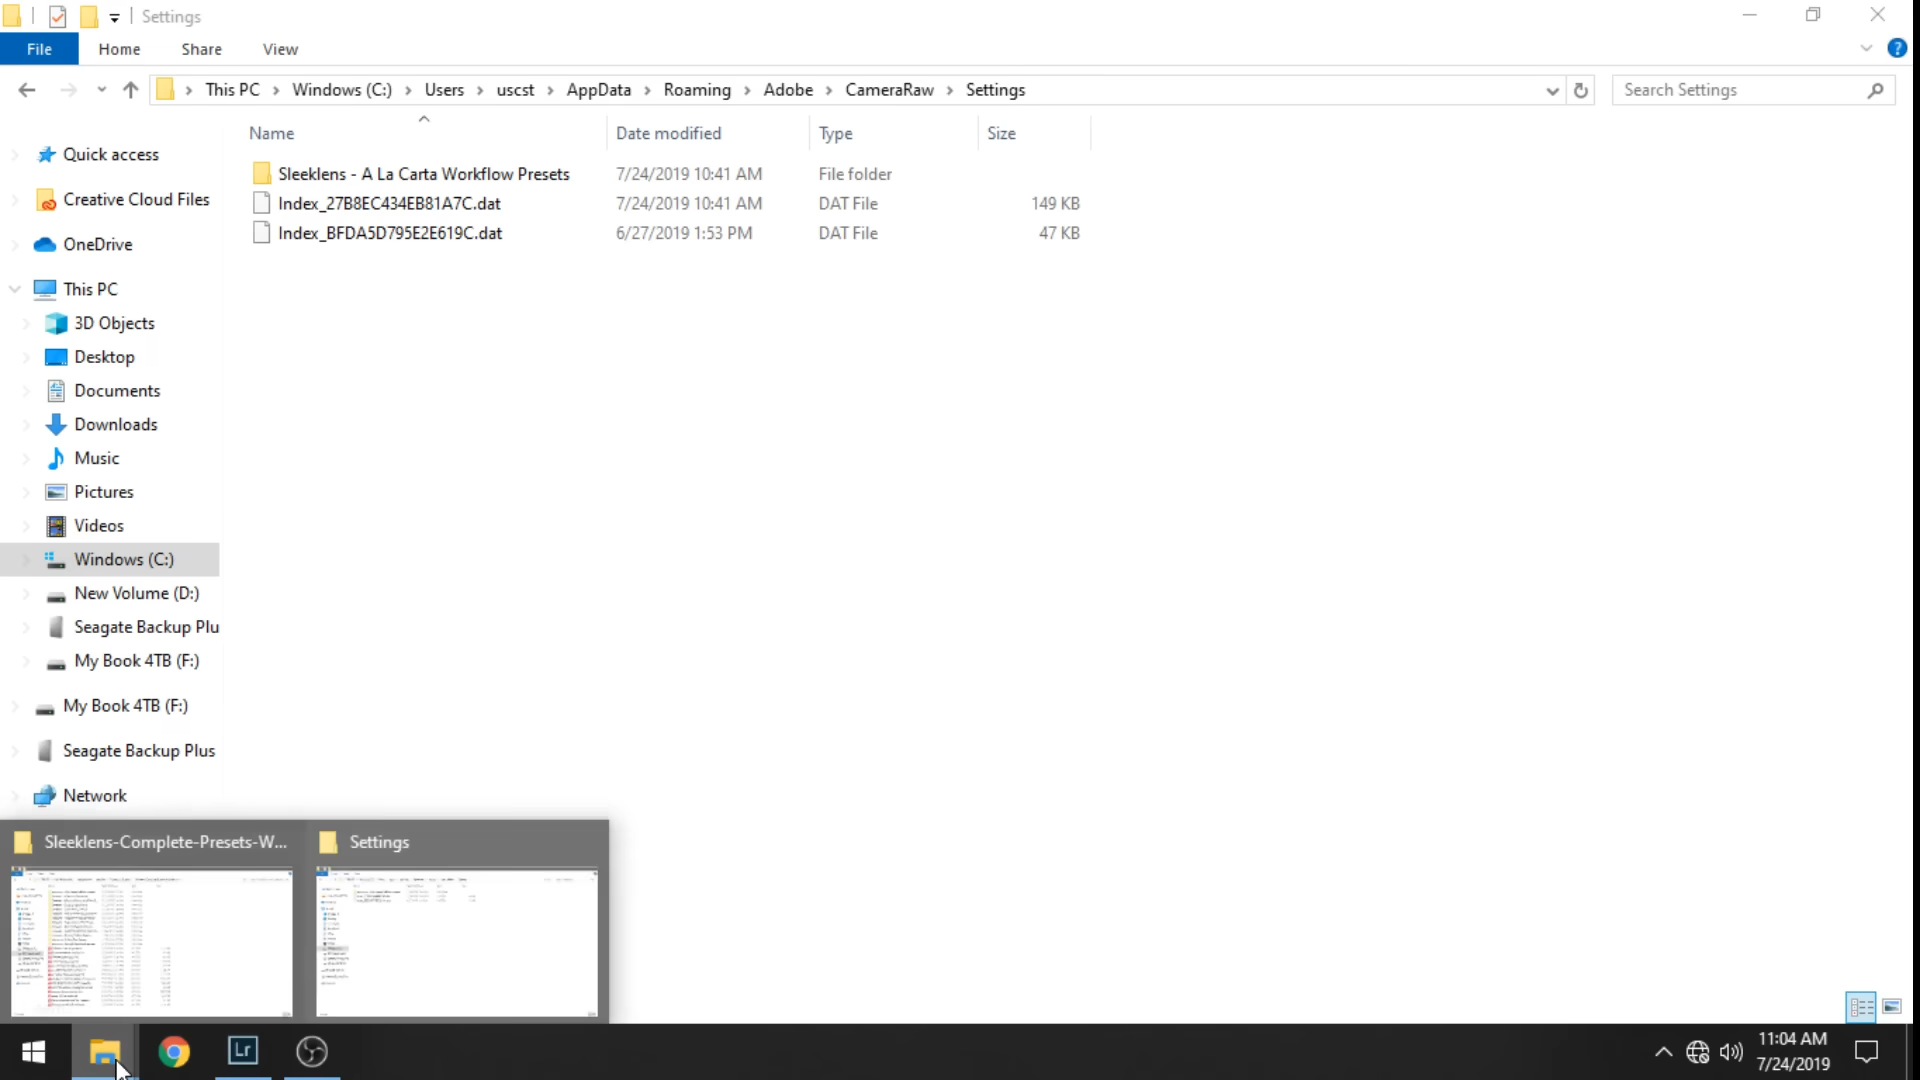 Settings
File Home Share View
This PC Windows (C:) Users uscst AppData Roaming Adobe CameraRaw Settings
Search Settings
Name Date modified Type Size
Sleeklens - A La Carta Workflow Presets 7/24/2019 10:41 AM File folder
Index_27B8EC434EB81A7C.dat 7/24/2019 10:41 AM DAT File 149 KB
Index_BFDA5D795E2E619C.dat 6/27/2019 1:53 PM DAT File 47 KB
Quick access
Creative Cloud Files
OneDrive
This PC
3D Objects
Desktop
Documents
Downloads
Music
Pictures
Videos
Windows (C:)
New Volume (D:)
Seagate Backup Plu
My Book 4TB (F:)
My Book 4TB (F:)
Seagate Backup Plus
Network
Sleeklens-Complete-Presets-W... Settings
Lr
11:04 AM
7/24/2019